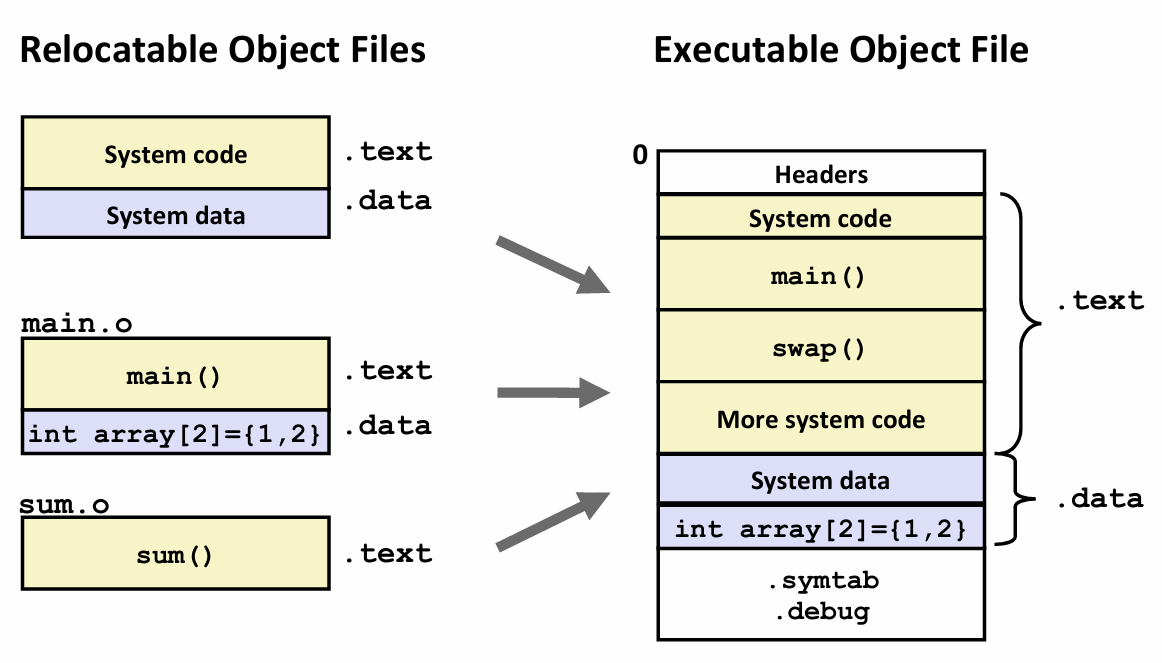 Relocatable Object Files
System code
.text
System data
.data
main.o
main()
.text
int array[2]={1,2}
.data
sum.o
sum()
.text
Executable Object File
0
Headers
System code
main()
swap()
More system code
.text
System data
int array[2]={1,2}
.data
.symtab
.debug